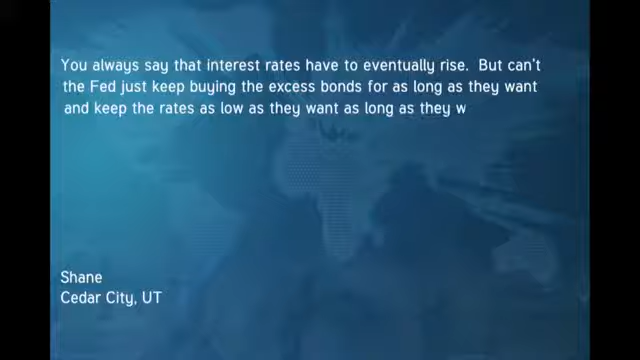 You always say that interest rates have to eventually rise. But can't
the Fed just keep buying the excess bonds for as long as they want
and keep the rates as low as they want as long as they w
Shane
Cedar City, UT